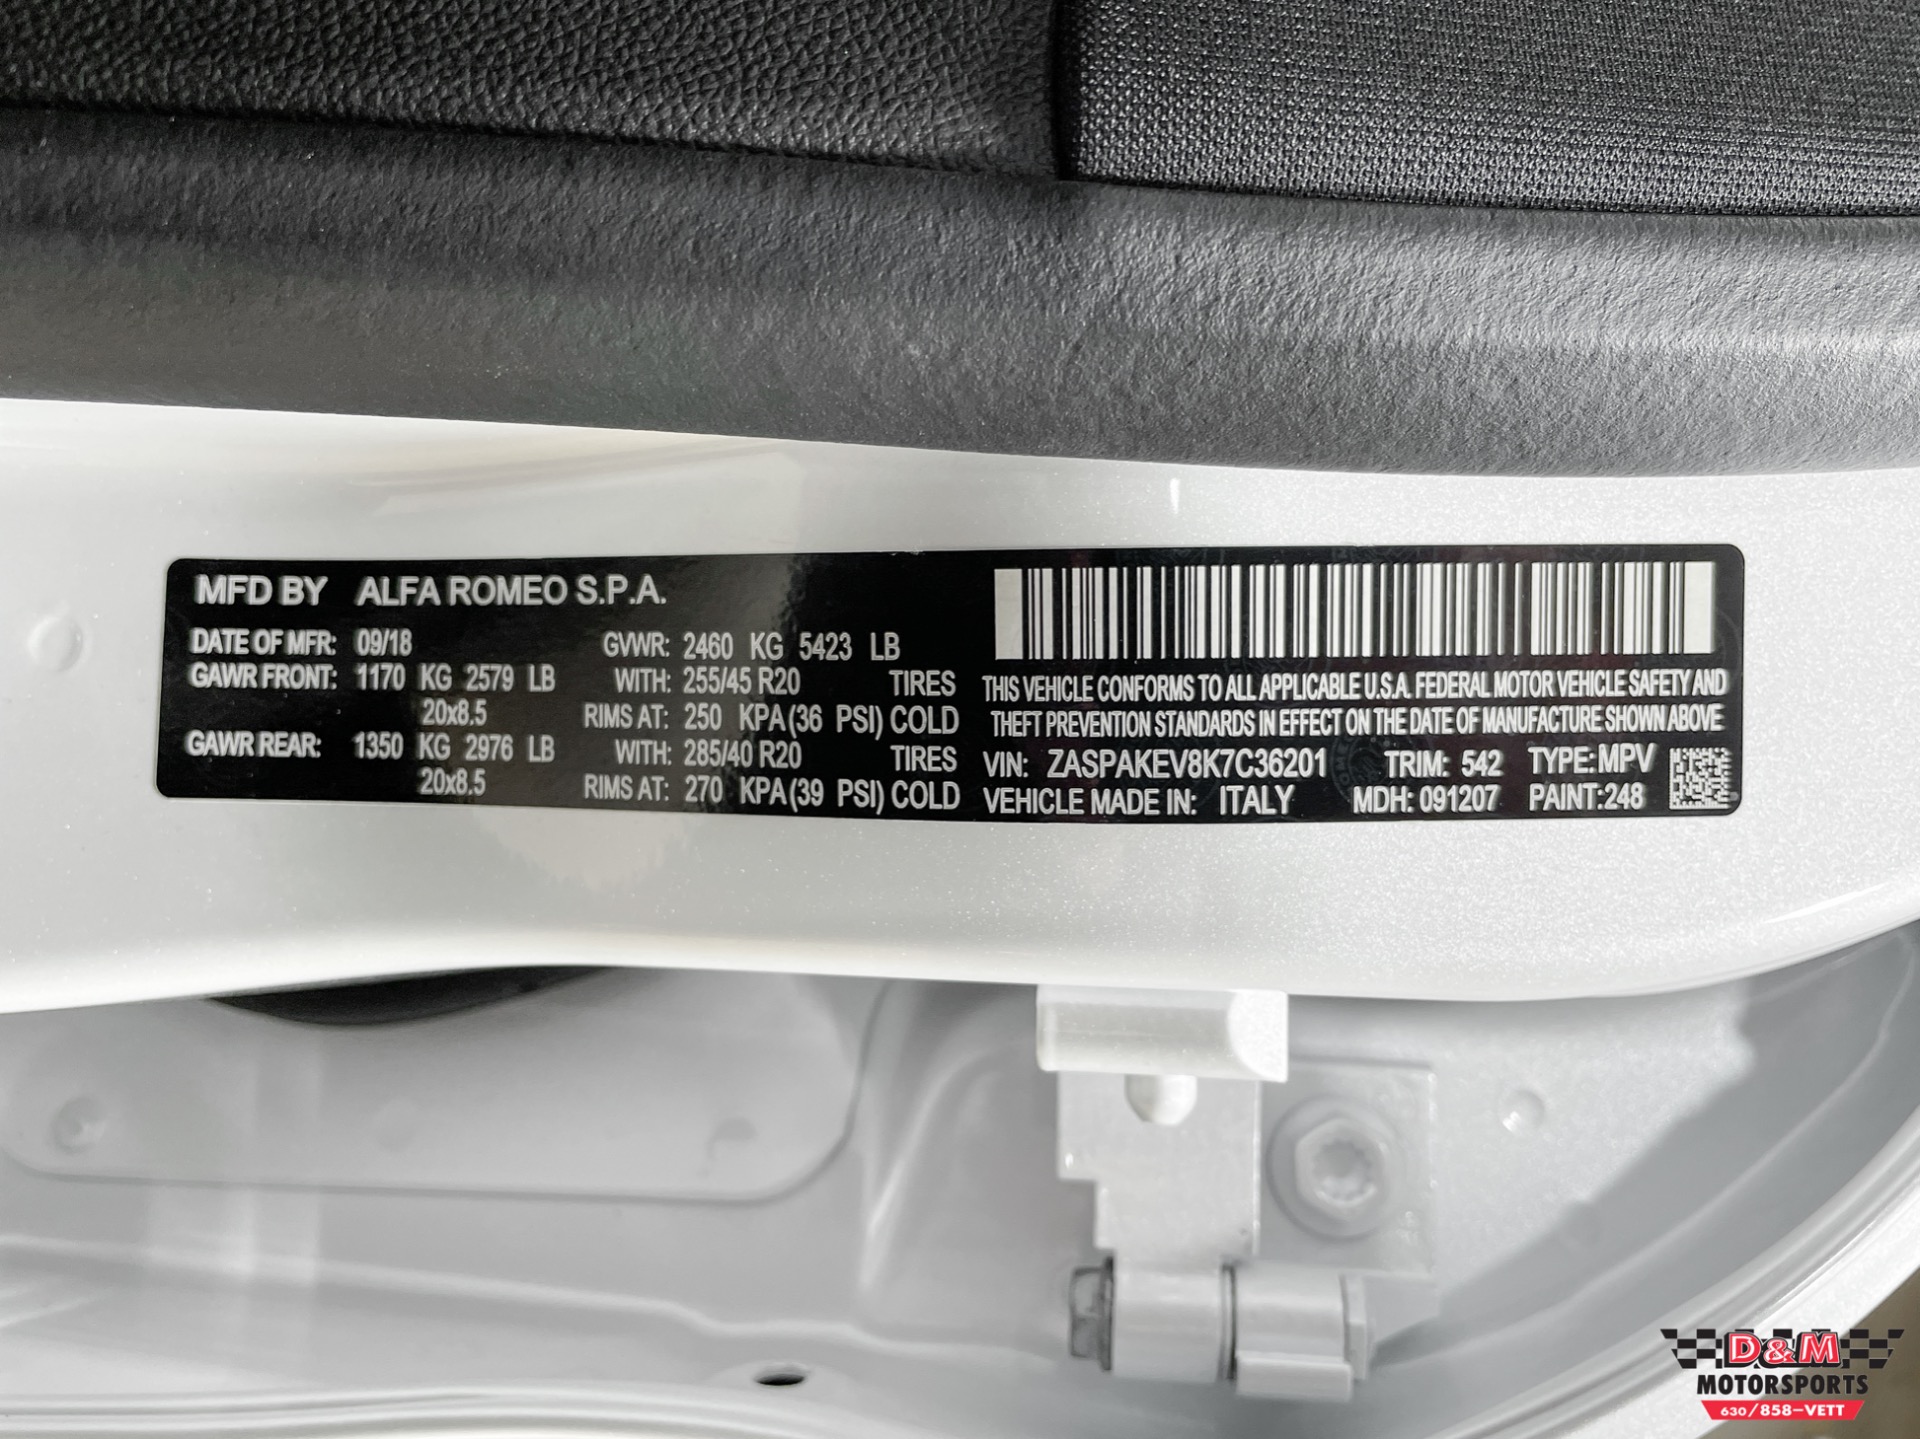 MFD BY ALFA ROMEO S.P.A.
DATE OF MFR: 09/18 GVWR: 2460 KG 5423 LB
GAWR FRONT: 1170 KG 2579 LB WITH: 255/45 R20 TIRES
20x8.5 RIMS AT: 250 KPA (36 PSI) COLD
GAWR REAR: 1350 KG 2976 LB WITH: 285/40 R20 TIRES
20x8.5 RIMS AT: 270 KPA (39 PSI) COLD
THIS VEHICLE CONFORMS TO ALL APPLICABLE U.S.A. FEDERAL MOTOR VEHICLE SAFETY AND
THEFT PREVENTION STANDARDS IN EFFECT ON THE DATE OF MANUFACTURE SHOWN ABOVE
VIN: ZASPAKEV8K7C36201 TRIM: 542 TYPE: MPV
VEHICLE MADE IN: ITALY MDH: 091207 PAINT: 248
D&M
MOTORSPORTS
630/858-VETT